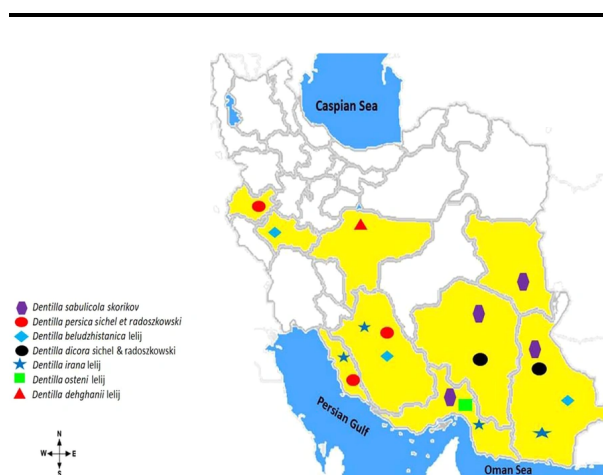 Caspian Sea
Dentilla sabulicola skorikov
Dentilla persica sichel et radoszkowski
Dentilla beludzhistanica lelij
Dentilla dicora sichel & radoszkowski
Dentilla irana lelij
Dentilla osteni lelij
Dentilla dehghanii lelij
Persian Gulf
N
W E
S
Oman Sea